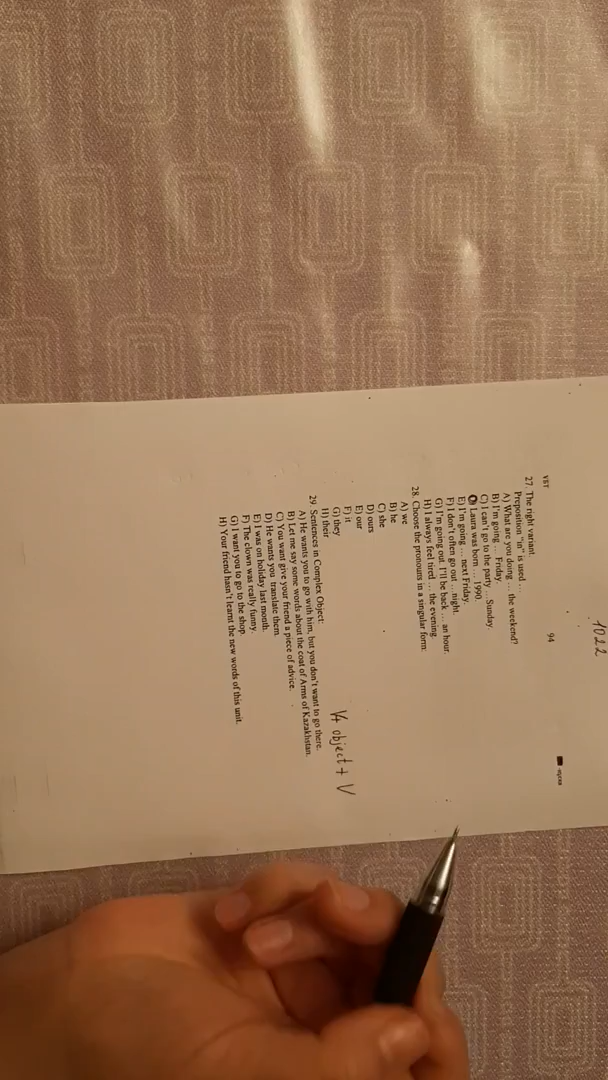 1022
94
27. The right variant.
Preposition "in" is used ...
A) What are you doing ... the weekend?
B) I'm going ... Friday.
C) I can't go to the party ... Sunday.
Laura was born ... 1990.
E) I'm going ... next Friday.
F) I don't often go out ... night.
G) I'm going out. I'll be back ... an hour.
H) I always feel tired ... the evening.
28. Choose the pronouns in a singular form:
A) we
B) he
C) she
D) ours
E) our
F) it
G) they
H) their
V+ object + V
29. Sentences in Complex Object:
A) He wants you to go with him, but you don't want to go there.
B) Let me say some words about the coat of Arms of Kazakhstan.
C) You want give your friend a piece of advice.
D) He wants you translate them.
E) I was on holiday last month.
F) The clown was really funny.
G) I want you to go to the shop.
H) Your friend hasn't learnt the new words of this unit.